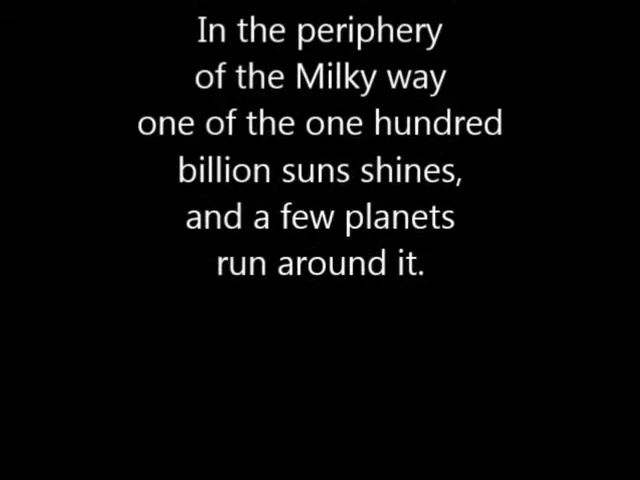 In the periphery
of the Milky way
one of the one hundred
billion suns shines,
and a few planets
run around it.